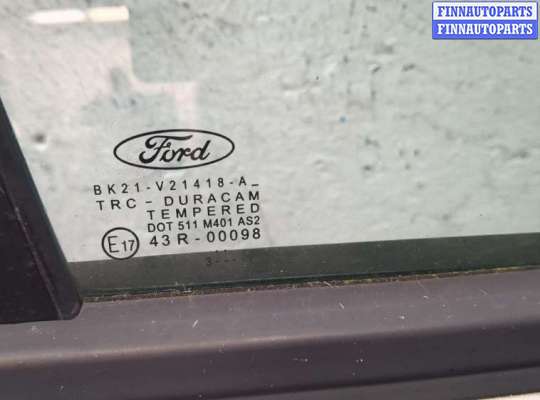 FINNAUTOPARTS
FINNAUTOPARTS
Ford
BK21-V21418-A_
TRC - DURACAM
TEMPERED
DOT 511 M401 AS2
E17 43R-00098